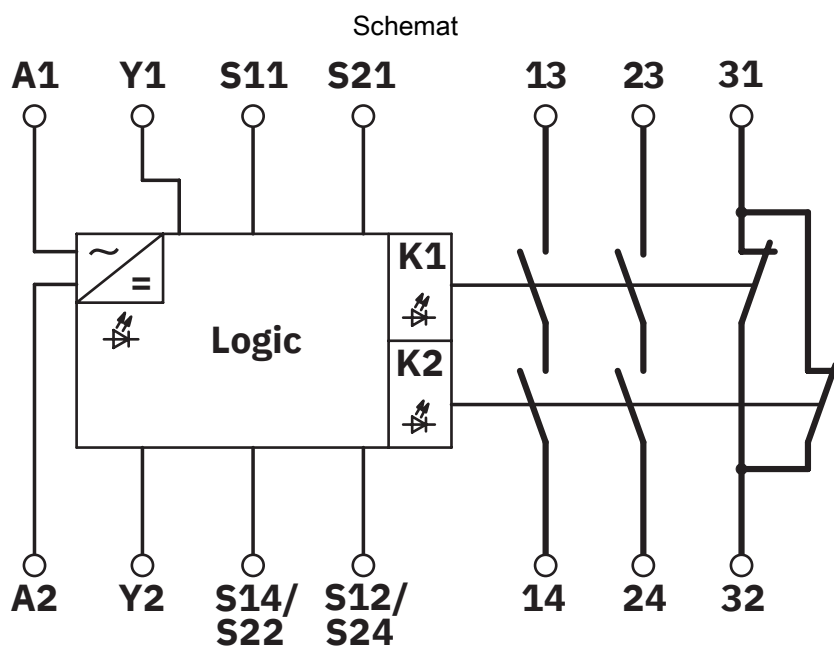 Schemat
A1 Y1 S11 S21 13 23 31
~ K1
=
Logic
K2
A2 Y2 S14/ S12/ 14 24 32
S22 S24